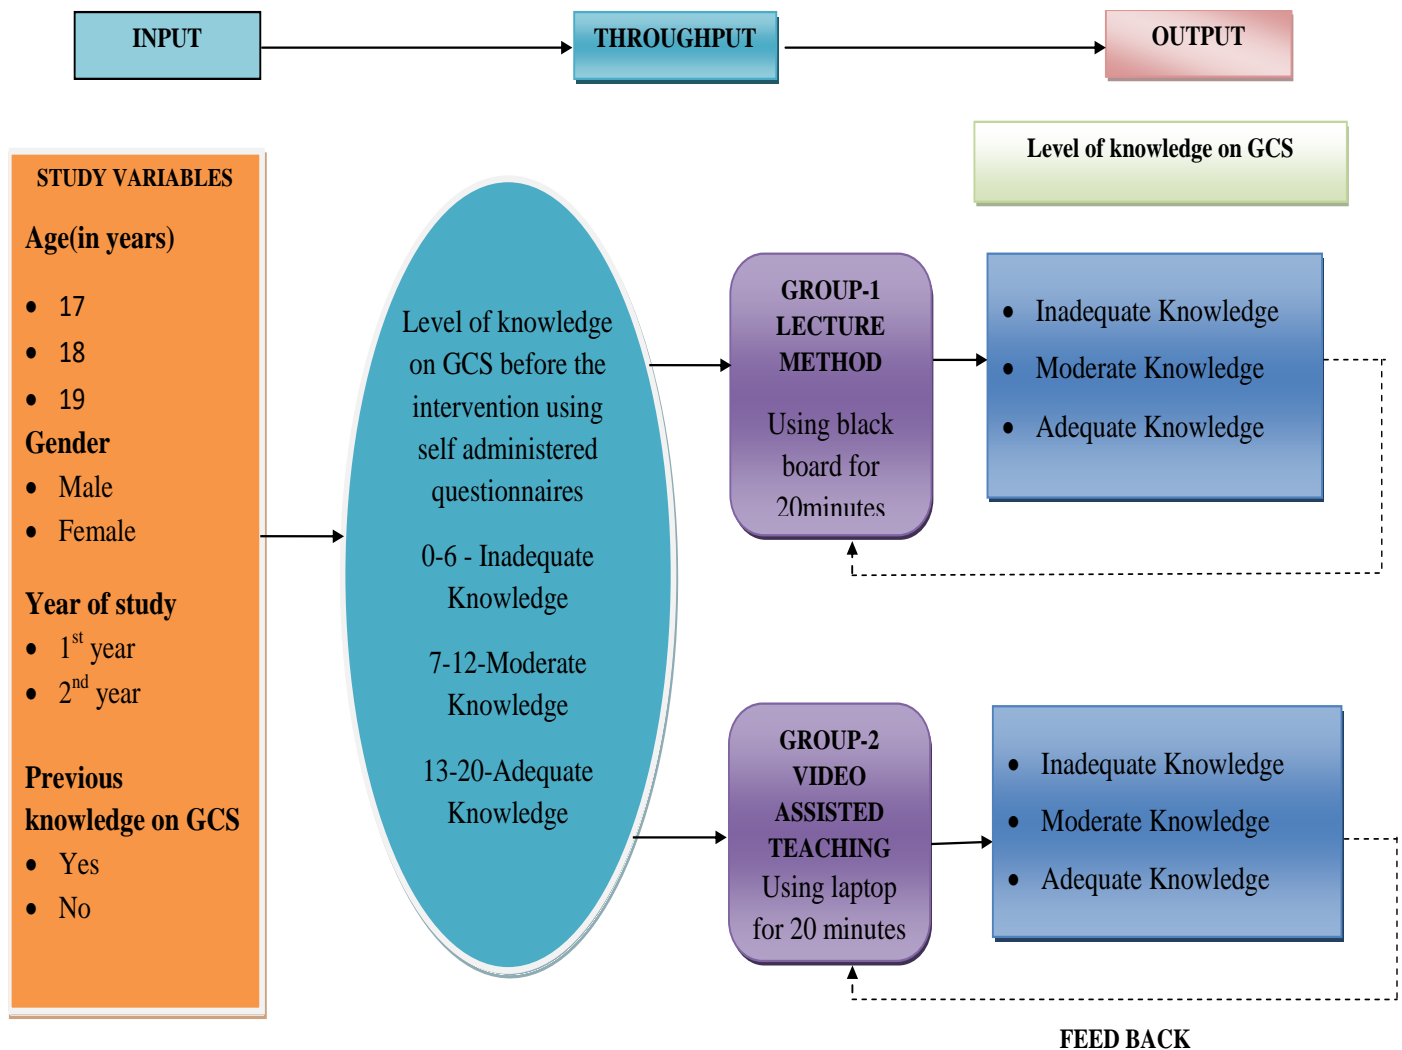 INPUT
THROUGHPUT
OUTPUT
Level of knowledge on GCS
STUDY VARIABLES
Age(in years)
• 17
• 18
• 19
Gender
• Male
• Female
Year of study
• 1st year
• 2nd year
Previous
knowledge on GCS
• Yes
• No
Level of knowledge
on GCS before the
intervention using
self administered
questionnaires
0-6 - Inadequate
Knowledge
7-12-Moderate
Knowledge
13-20-Adequate
Knowledge
GROUP-1
LECTURE
METHOD
Using black
board for
20minutes
• Inadequate Knowledge
• Moderate Knowledge
• Adequate Knowledge
GROUP-2
VIDEO
ASSISTED
TEACHING
Using laptop
for 20 minutes
• Inadequate Knowledge
• Moderate Knowledge
• Adequate Knowledge
FEED BACK